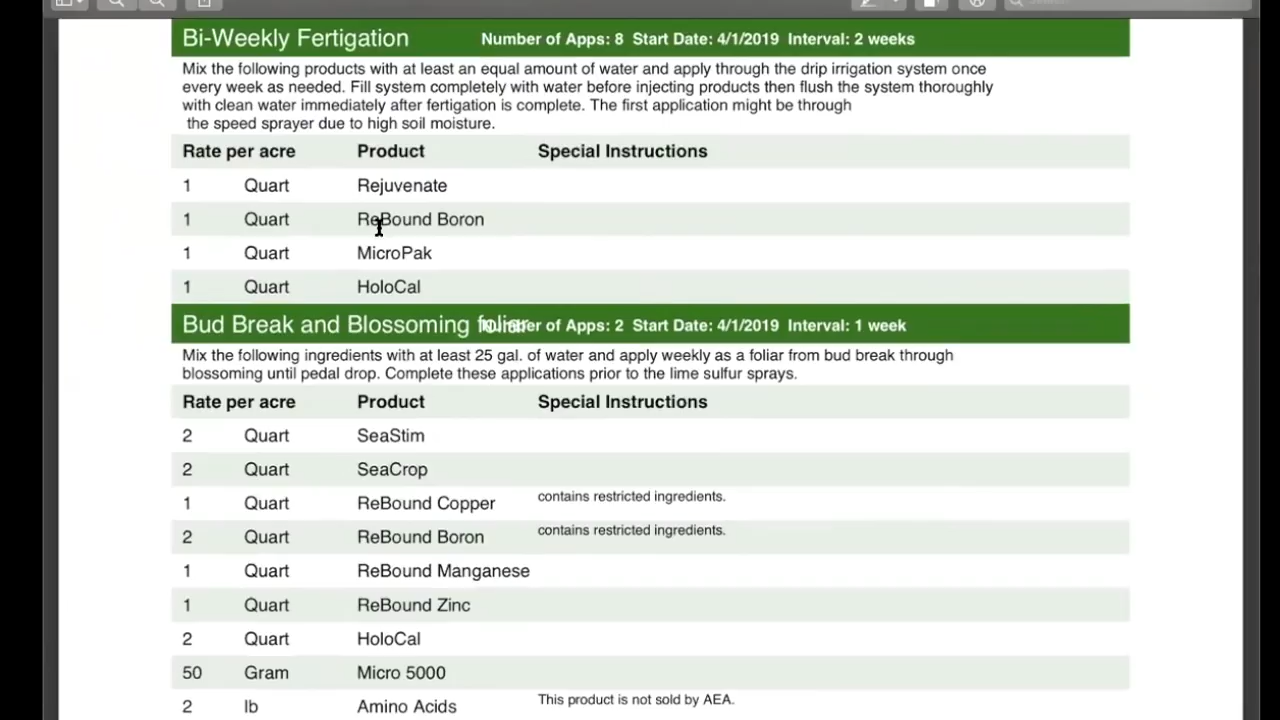 Bi-Weekly Fertigation Number of Apps: 8 Start Date: 4/1/2019 Interval: 2 weeks
Mix the following products with at least an equal amount of water and apply through the drip irrigation system once
every week as needed. Fill system completely with water before injecting products then flush the system thoroughly
with clean water immediately after fertigation is complete. The first application might be through
the speed sprayer due to high soil moisture.
Rate per acre Product Special Instructions
1 Quart Rejuvenate
1 Quart ReBound Boron
1 Quart MicroPak
1 Quart HoloCal
Bud Break and Blossoming foliar Number of Apps: 2 Start Date: 4/1/2019 Interval: 1 week
Mix the following ingredients with at least 25 gal. of water and apply weekly as a foliar from bud break through
blossoming until pedal drop. Complete these applications prior to the lime sulfur sprays.
Rate per acre Product Special Instructions
2 Quart SeaStim
2 Quart SeaCrop
1 Quart ReBound Copper contains restricted ingredients.
2 Quart ReBound Boron contains restricted ingredients.
1 Quart ReBound Manganese
1 Quart ReBound Zinc
2 Quart HoloCal
50 Gram Micro 5000
2 lb Amino Acids This product is not sold by AEA.